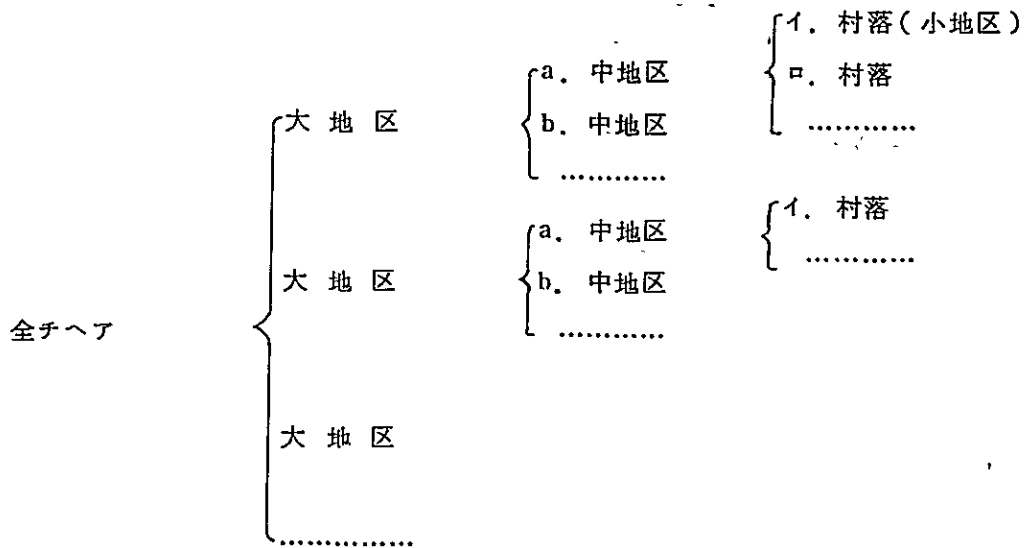 イ. 村落(小地区)
a. 中地区
ロ. 村落
大地区
b. 中地区
…………
…………
イ. 村落
a. 中地区
…………
大地区
b. 中地区
全チヘア
…………
大地区
……………